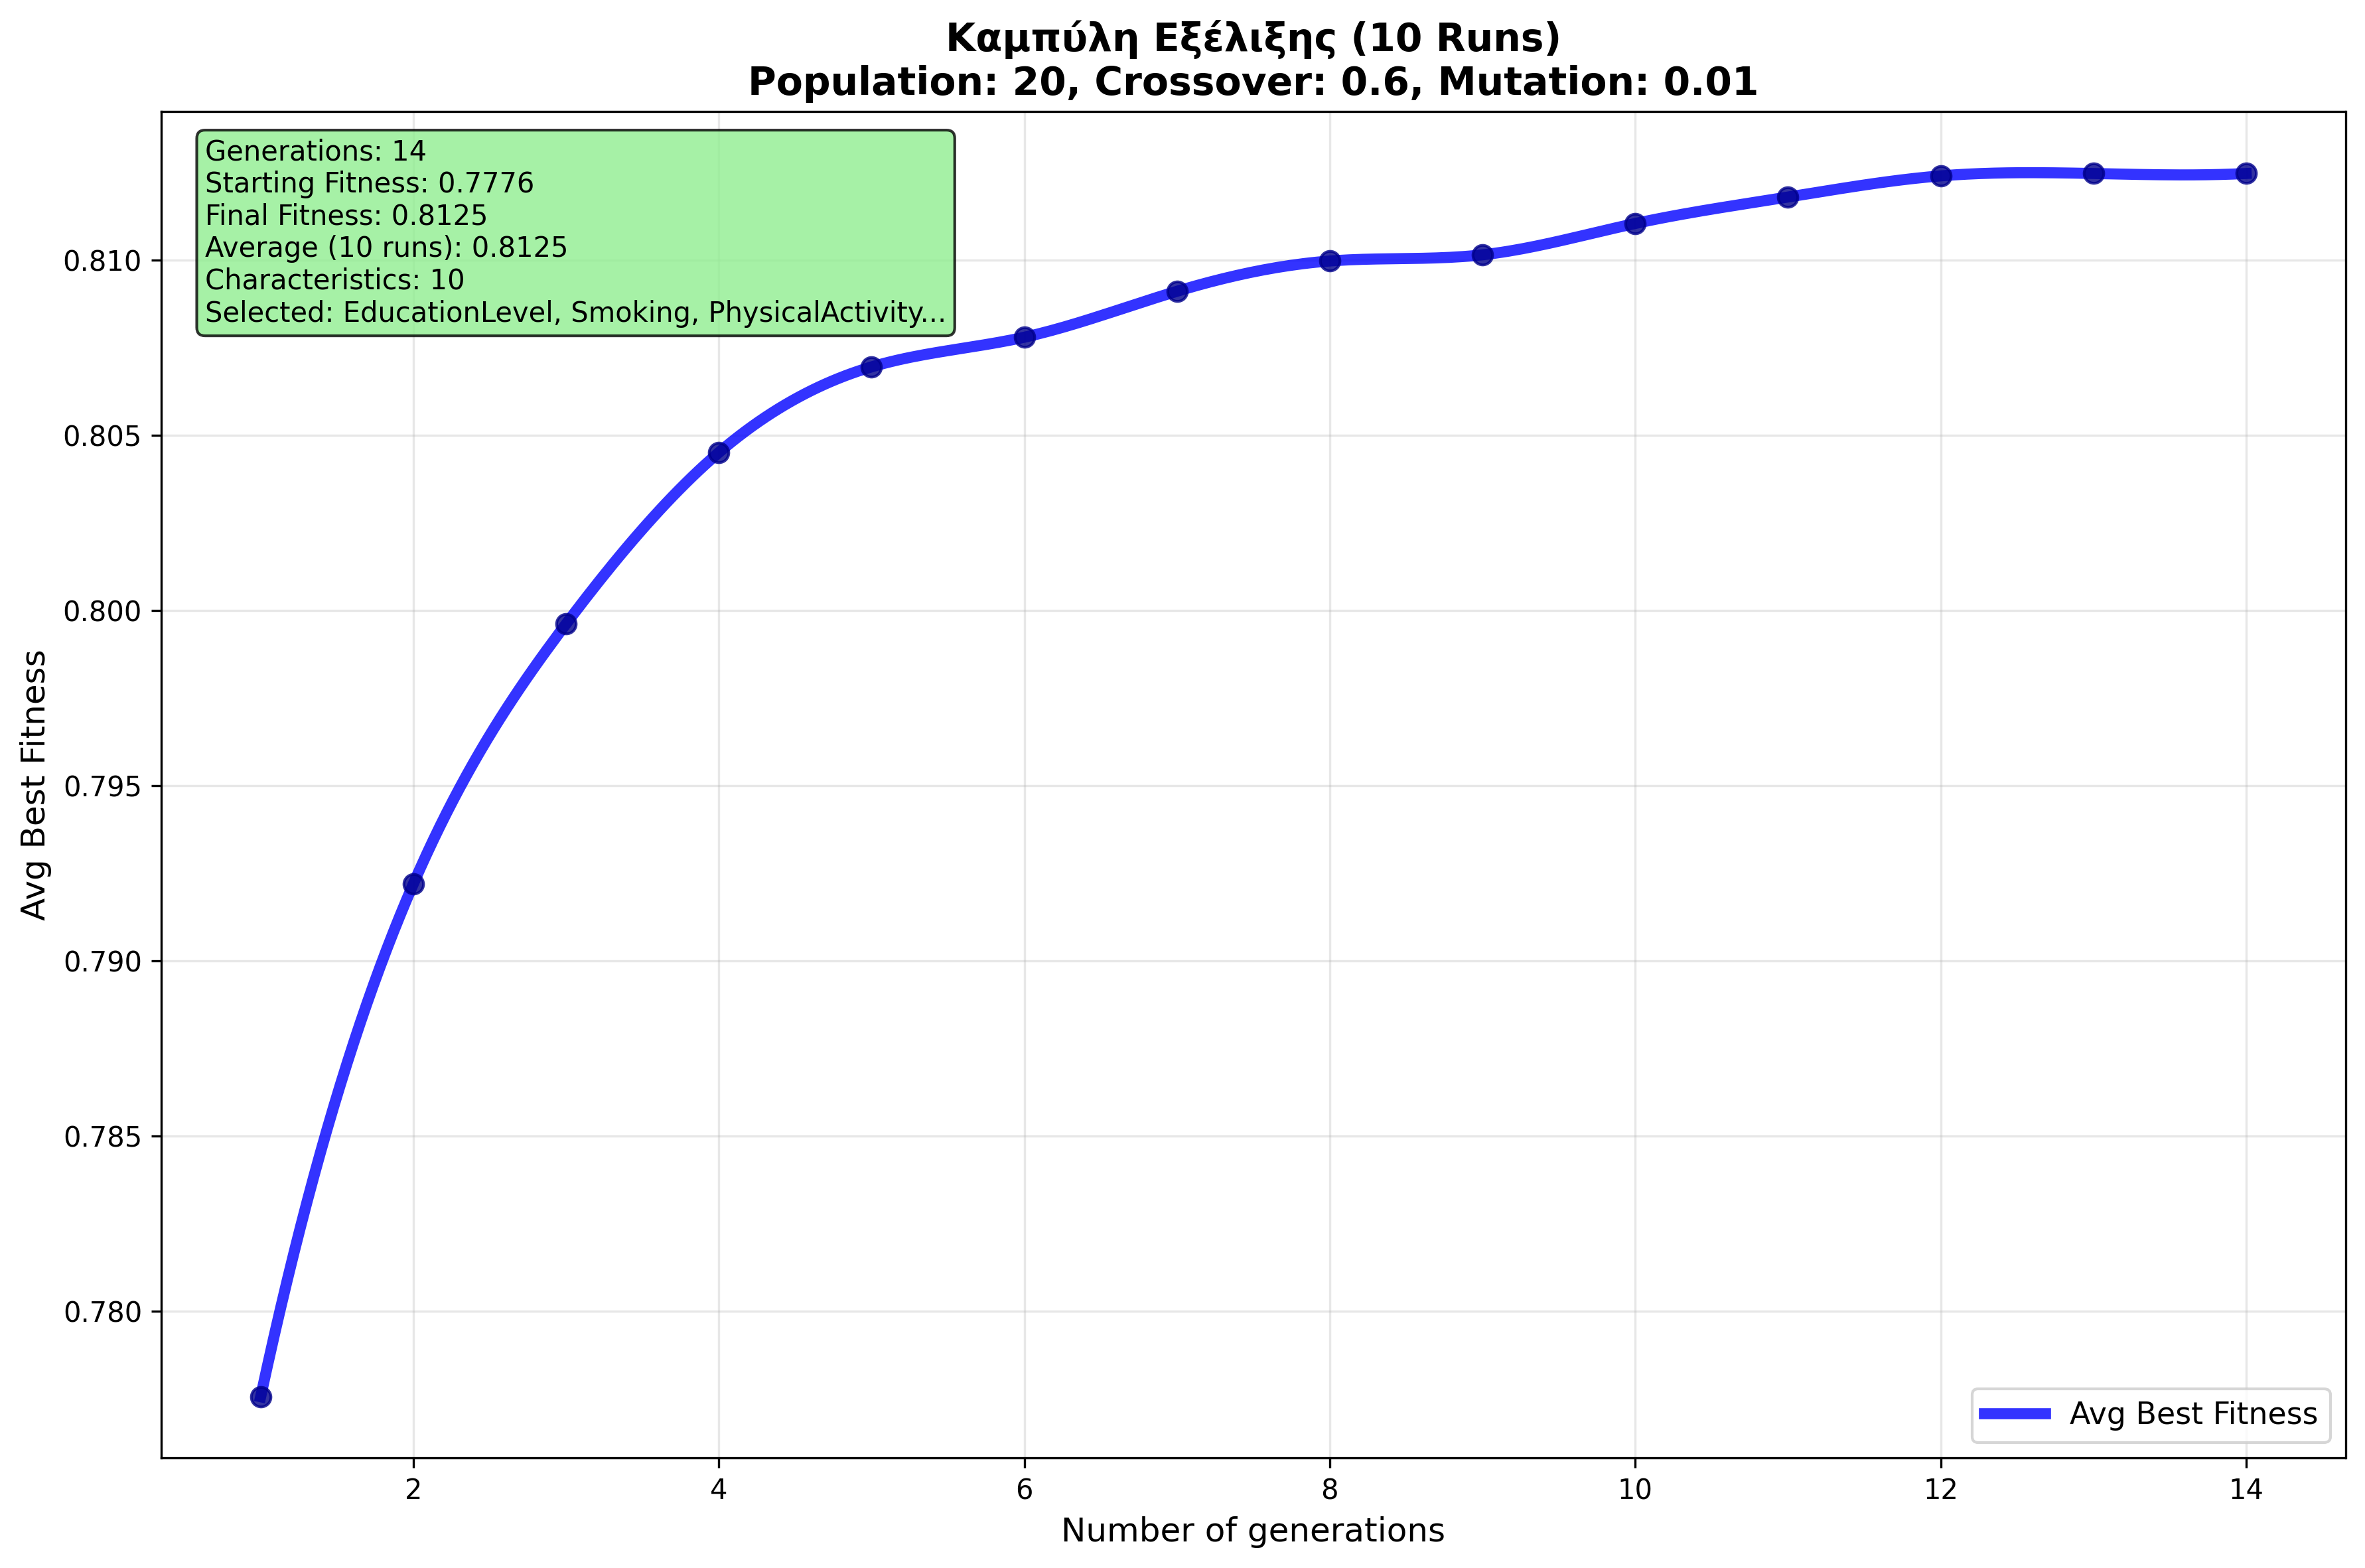 Καμπύλη Εξέλιξης (10 Runs)
Population: 20, Crossover: 0.6, Mutation: 0.01
Generations: 14
Starting Fitness: 0.7776
Final Fitness: 0.8125
Average (10 runs): 0.8125
Characteristics: 10
Selected: EducationLevel, Smoking, PhysicalActivity...
0.810
0.805
0.800
0.795
0.790
0.785
0.780
Avg Best Fitness
Avg Best Fitness
2 4 6 8 10 12 14
Number of generations